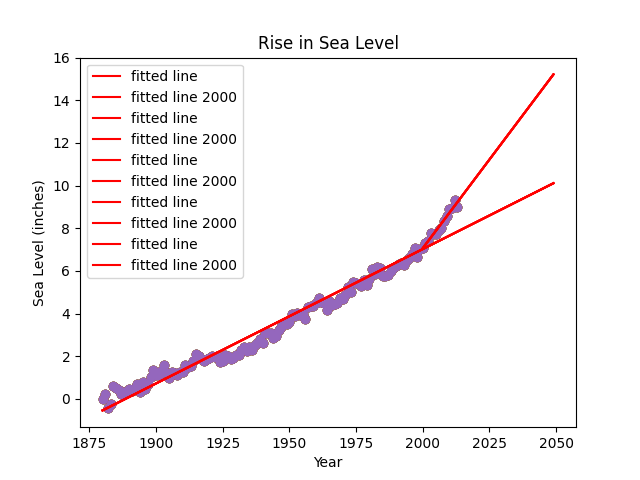 Rise in Sea Level
16
14
12
10
8
6
4
2
0
Sea Level (inches)
fitted line
fitted line 2000
fitted line
fitted line 2000
fitted line
fitted line 2000
fitted line
fitted line 2000
fitted line
fitted line 2000
1875 1900 1925 1950 1975 2000 2025 2050
Year